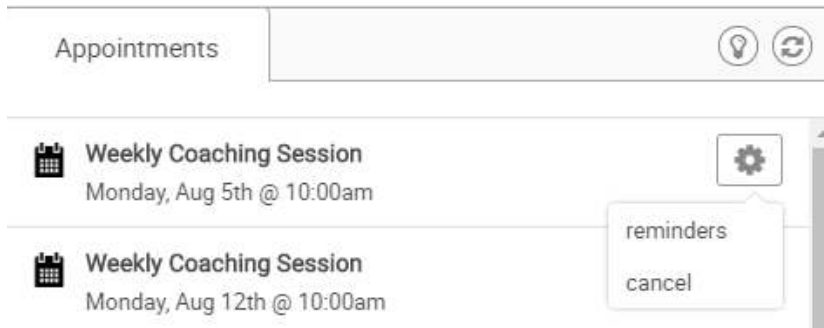 Appointments
Weekly Coaching Session
Monday, Aug 5th @ 10:00am
reminders
cancel
Weekly Coaching Session
Monday, Aug 12th @ 10:00am